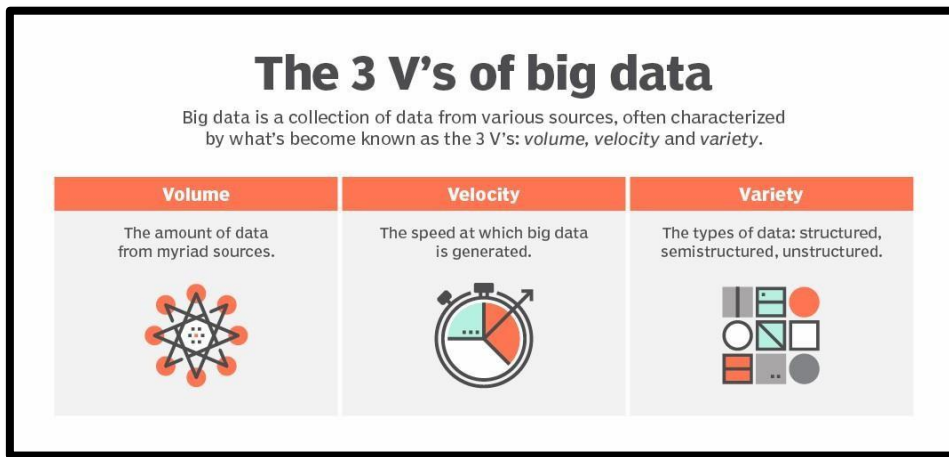 The 3 V's of big data
Big data is a collection of data from various sources, often characterized
by what's become known as the 3 V's: volume, velocity and variety.
Volume
The amount of data
from myriad sources.
Velocity
The speed at which big data
is generated.
Variety
The types of data: structured,
semistructured, unstructured.